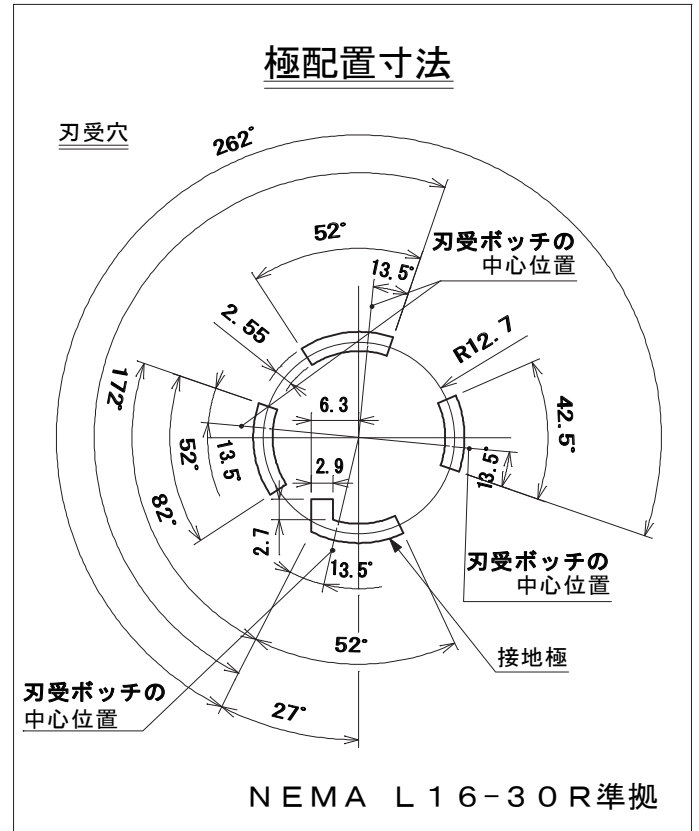 極配置寸法
刃受穴
262°
52°
刃受ボッチの
中心位置
13.5°
2.55
R12.7
172°
6.3
42.5°
52°
13.5°
2.9
13.5°
82°
2.7
13.5°
刃受ボッチの
中心位置
52°
接地極
刃受ボッチの
中心位置
27°
NEMA L16-30R準拠